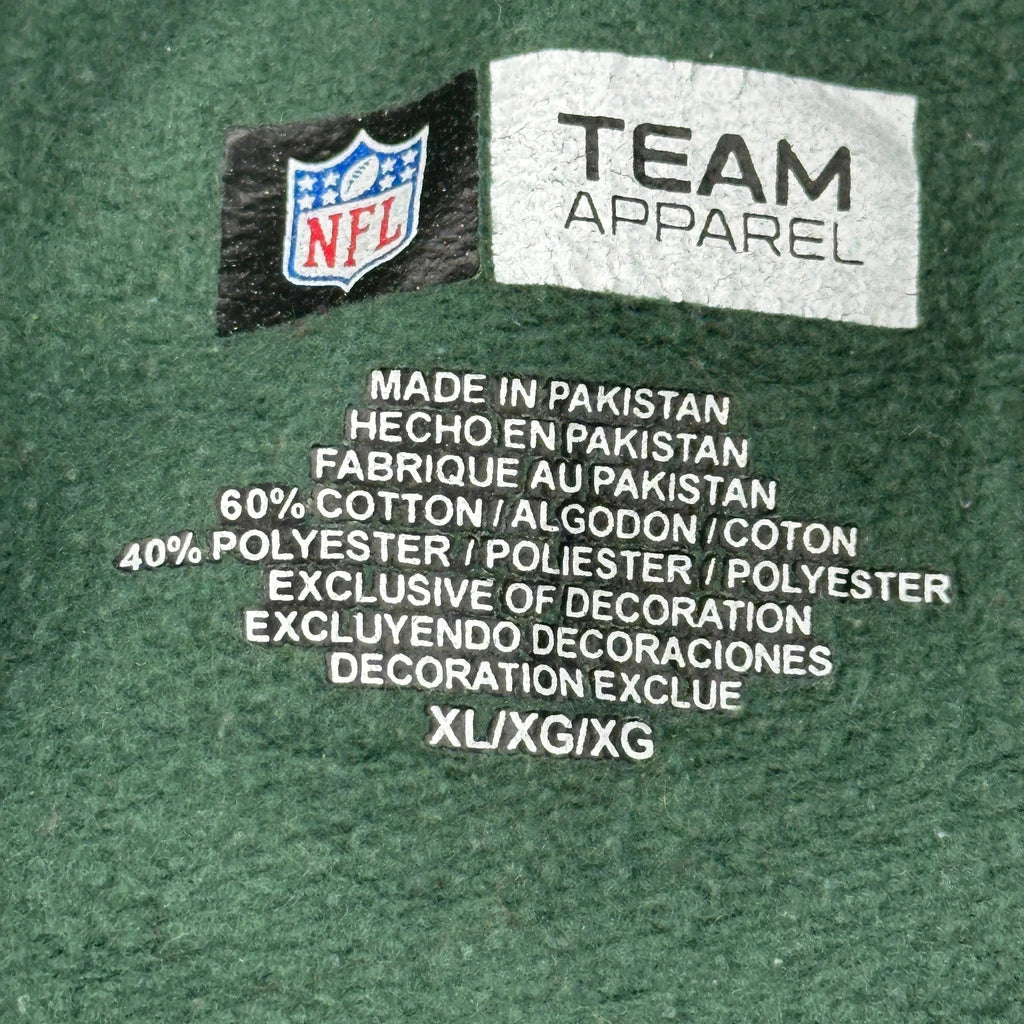 NFL
TEAM
APPAREL
MADE IN PAKISTAN
HECHO EN PAKISTAN
FABRIQUE AU PAKISTAN
60% COTTON / ALGODON / COTON
40% POLYESTER / POLIESTER / POLYESTER
EXCLUSIVE OF DECORATION
EXCLUYENDO DECORACIONES
DECORATION EXCLUE
XL/XG/XG